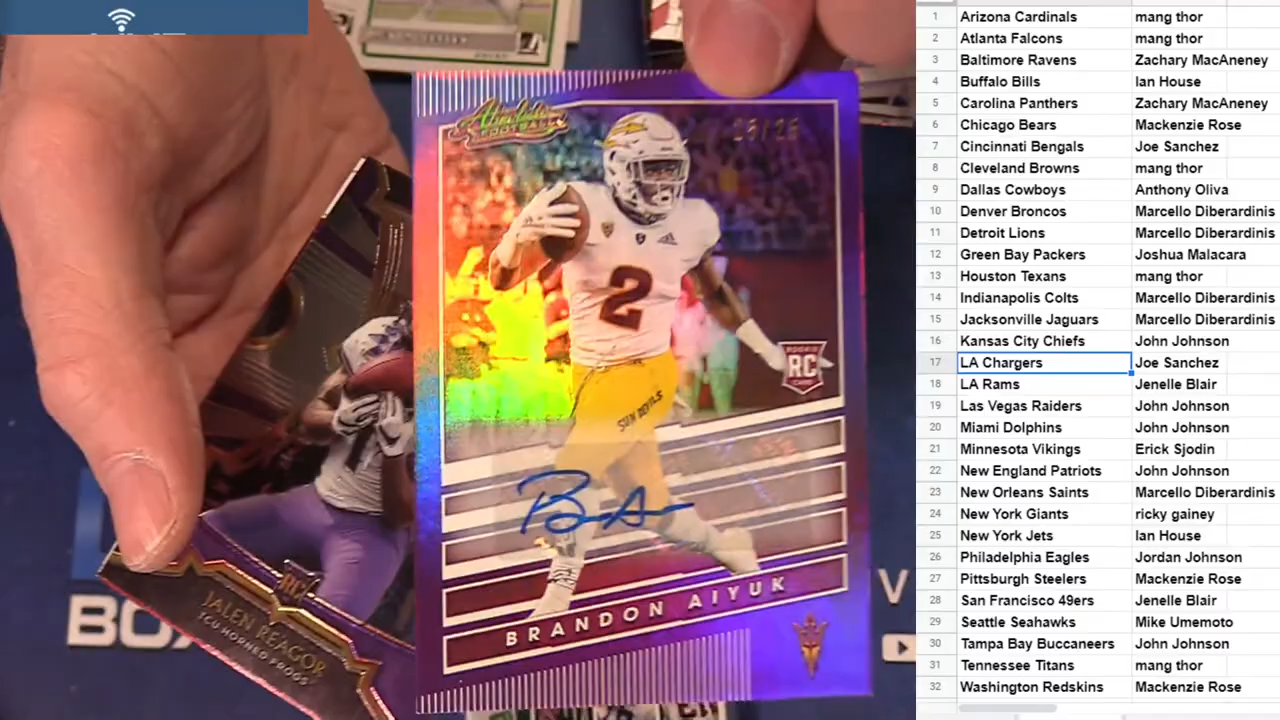 Absolute
FOOTBALL
25/25
2
ROOKIE
RC
CARD
SUN DEVILS
BRANDON AIYUK
RC
JALEN REAGOR
TCU HORNED FROGS
BOX
V
1 Arizona Cardinals mang thor
2 Atlanta Falcons mang thor
3 Baltimore Ravens Zachary MacAneney
4 Buffalo Bills Ian House
5 Carolina Panthers Zachary MacAneney
6 Chicago Bears Mackenzie Rose
7 Cincinnati Bengals Joe Sanchez
8 Cleveland Browns mang thor
9 Dallas Cowboys Anthony Oliva
10 Denver Broncos Marcello Diberardinis
11 Detroit Lions Marcello Diberardinis
12 Green Bay Packers Joshua Malacara
13 Houston Texans mang thor
14 Indianapolis Colts Marcello Diberardinis
15 Jacksonville Jaguars Marcello Diberardinis
16 Kansas City Chiefs John Johnson
17 LA Chargers Joe Sanchez
18 LA Rams Jenelle Blair
19 Las Vegas Raiders John Johnson
20 Miami Dolphins John Johnson
21 Minnesota Vikings Erick Sjodin
22 New England Patriots John Johnson
23 New Orleans Saints Marcello Diberardinis
24 New York Giants ricky gainey
25 New York Jets Ian House
26 Philadelphia Eagles Jordan Johnson
27 Pittsburgh Steelers Mackenzie Rose
28 San Francisco 49ers Jenelle Blair
29 Seattle Seahawks Mike Umemoto
30 Tampa Bay Buccaneers John Johnson
31 Tennessee Titans mang thor
32 Washington Redskins Mackenzie Rose